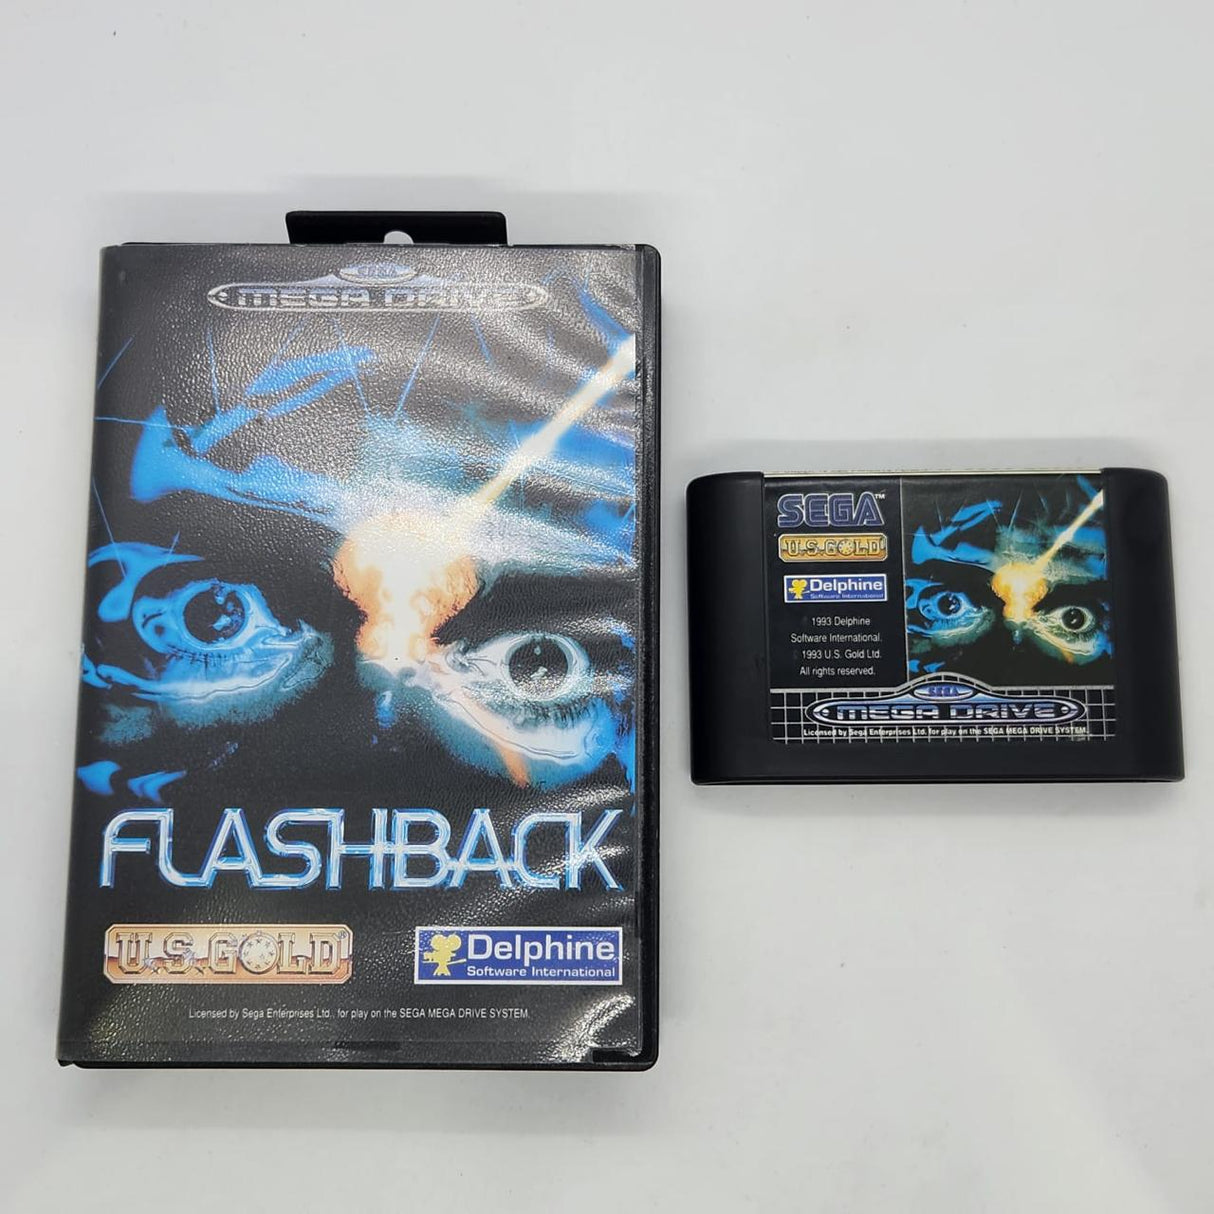 SEGA
MEGA DRIVE
FLASHBACK
U.S.GOLD®
Delphine
Software International
Licensed by Sega Enterprises Ltd. for play on the SEGA MEGA DRIVE SYSTEM.
SEGA™
U.S.GOLD
Delphine
Software International
© 1993 Delphine
Software International.
© 1993 U.S. Gold Ltd.
All rights reserved.
SEGA
MEGA DRIVE
Licensed by Sega Enterprises Ltd. for play on the SEGA MEGA DRIVE SYSTEM.